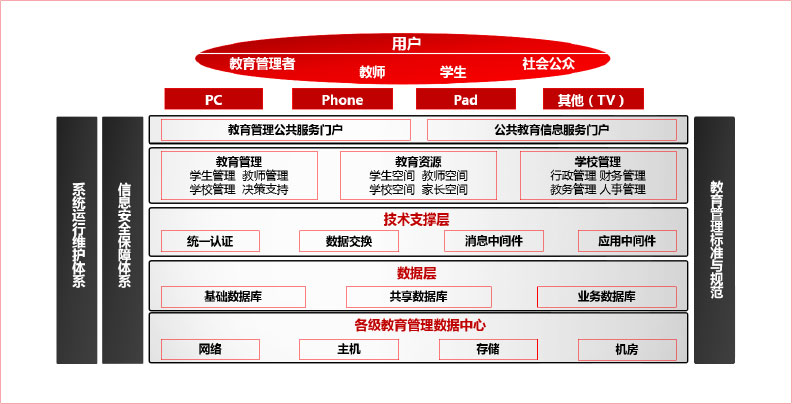 用户
教育管理者 教师 学生 社会公众
PC Phone Pad 其他（TV）
系统运行维护体系
信息安全保障体系
教育管理公共服务门户 公共教育信息服务门户
教育管理 教育资源 学校管理
学生管理 教师管理 学生空间 教师空间 行政管理 财务管理
学校管理 决策支持 学校空间 家长空间 教务管理 人事管理
技术支撑层
统一认证 数据交换 消息中间件 应用中间件
数据层
基础数据库 共享数据库 业务数据库
各级教育管理数据中心
网络 主机 存储 机房
教育管理标准与规范